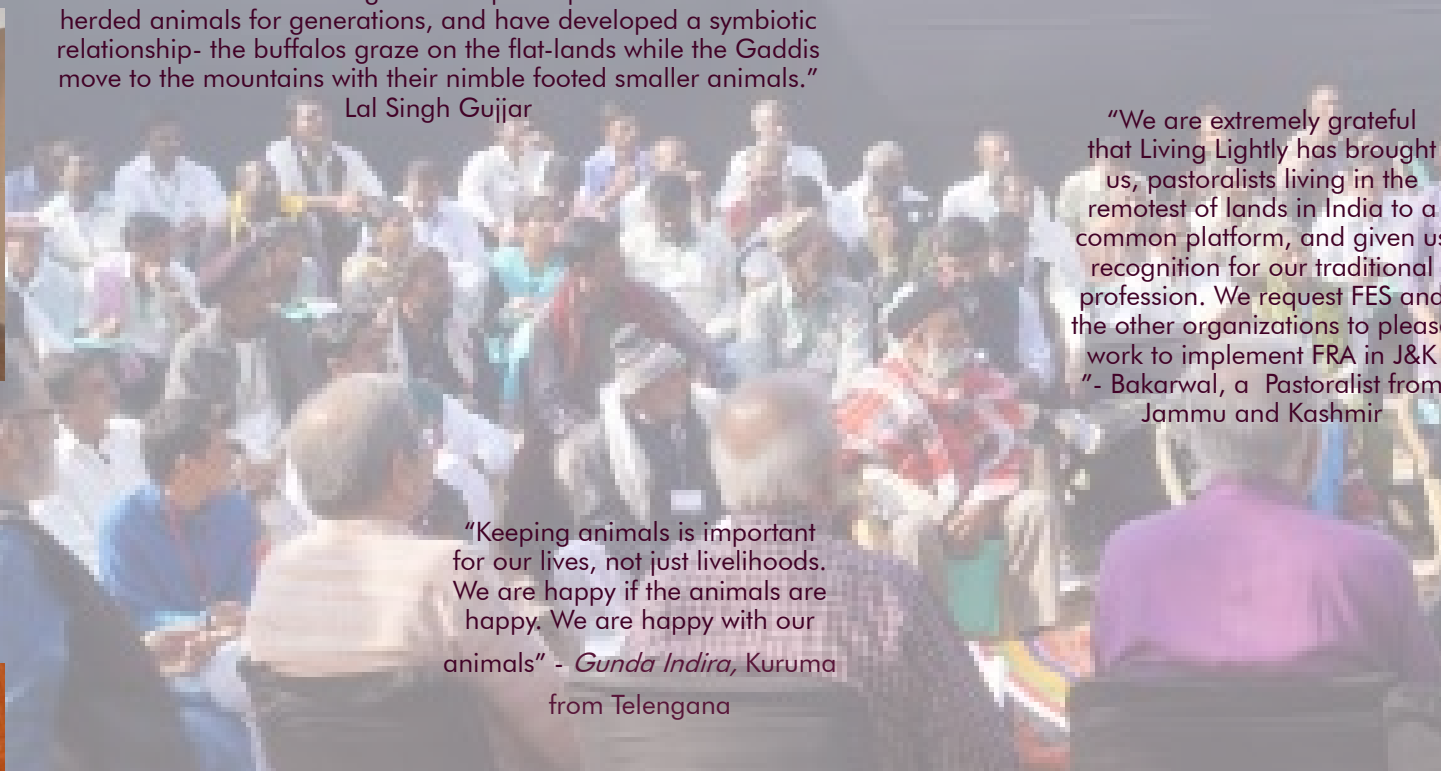 herded animals for generations, and have developed a symbiotic
relationship- the buffalos graze on the flat-lands while the Gaddis
move to the mountains with their nimble footed smaller animals.”
Lal Singh Gujjar
“We are extremely grateful
that Living Lightly has brought
us, pastoralists living in the
remotest of lands in India to a
common platform, and given us
recognition for our traditional
profession. We request FES and
the other organizations to please
work to implement FRA in J&K
”- Bakarwal, a Pastoralist from
Jammu and Kashmir
“Keeping animals is important
for our lives, not just livelihoods.
We are happy if the animals are
happy. We are happy with our
animals” - Gunda Indira, Kuruma
from Telengana